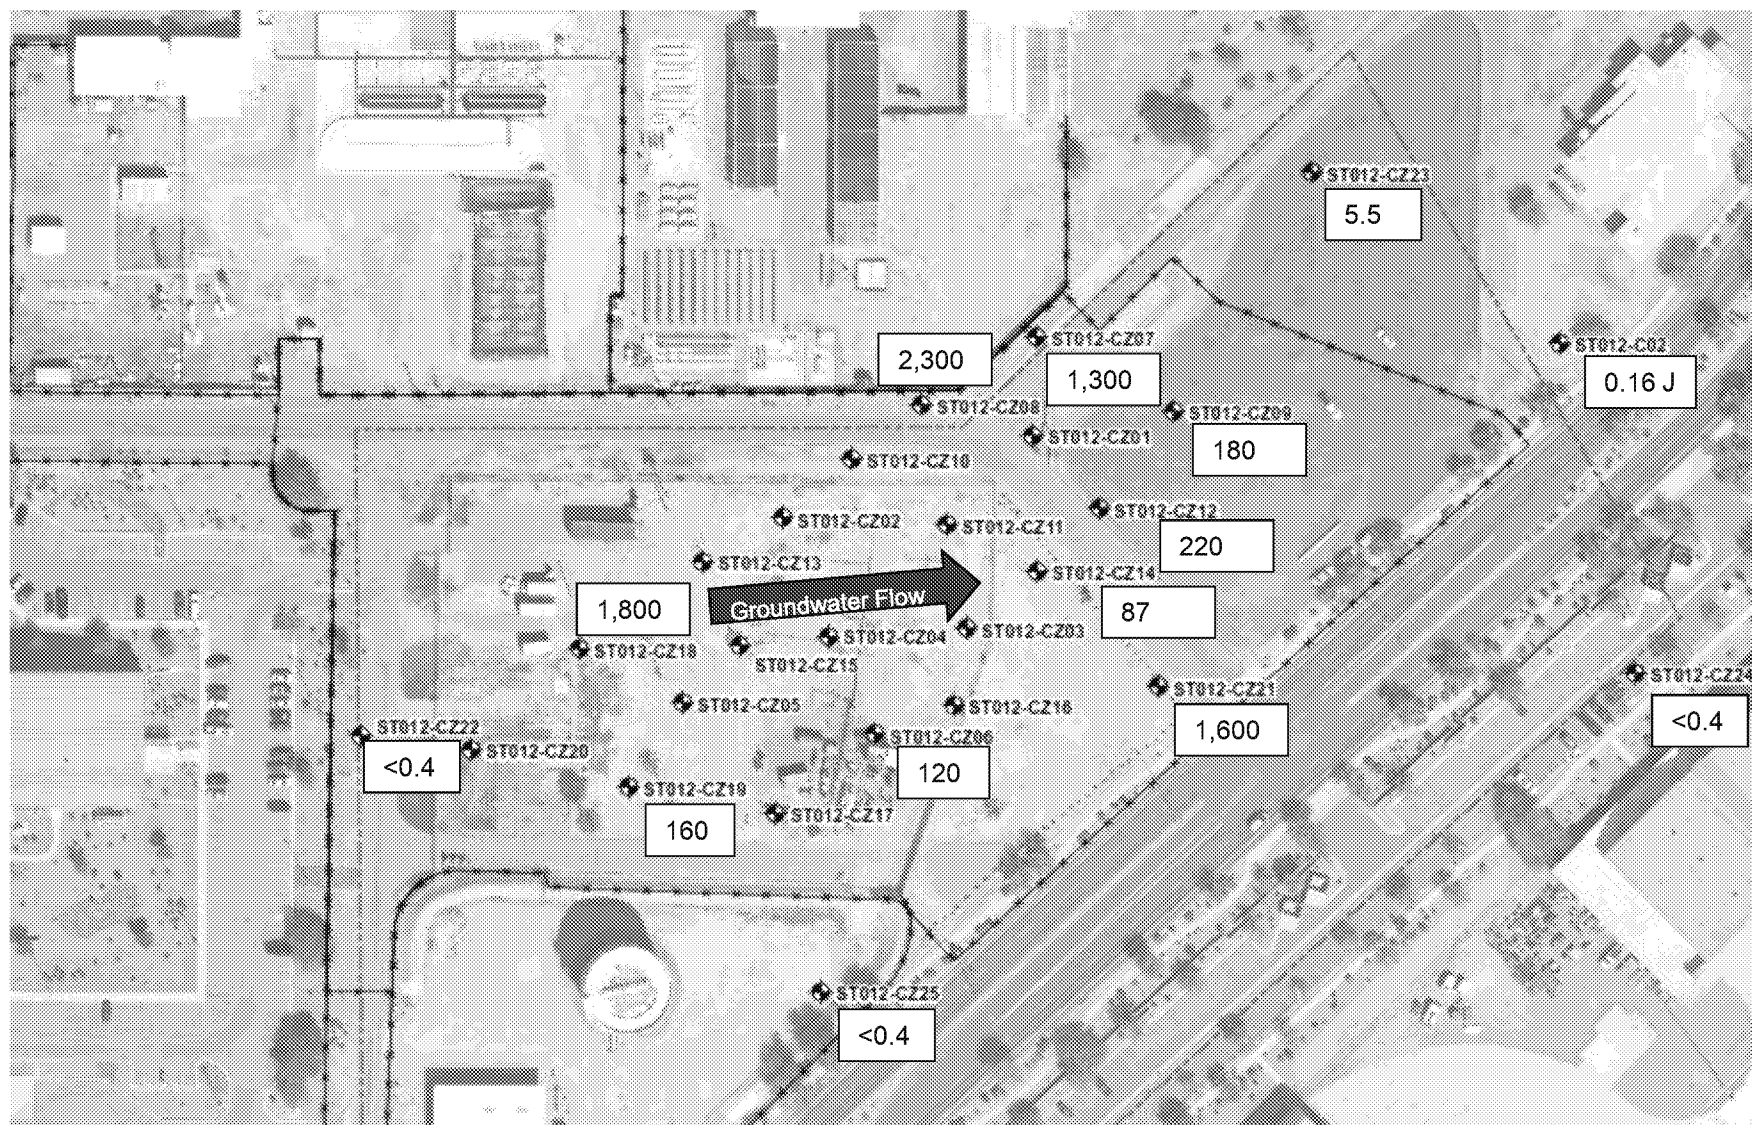 ST012-CZ23
5.5
ST012-CZ07
2,300
1,300
ST012-C02
0.16 J
ST012-CZ08
ST012-CZ09
180
ST012-CZ01
ST012-CZ10
ST012-CZ02
ST012-CZ11
ST012-CZ12
220
ST012-CZ13
ST012-CZ14
87
1,800
Groundwater Flow
ST012-CZ03
ST012-CZ04
ST012-CZ18
ST012-CZ15
ST012-CZ24
<0.4
ST012-CZ21
1,600
ST012-CZ05
ST012-CZ16
ST012-CZ22
<0.4
ST012-CZ20
ST012-CZ06
120
ST012-CZ19
160
ST012-CZ17
ST012-CZ25
<0.4